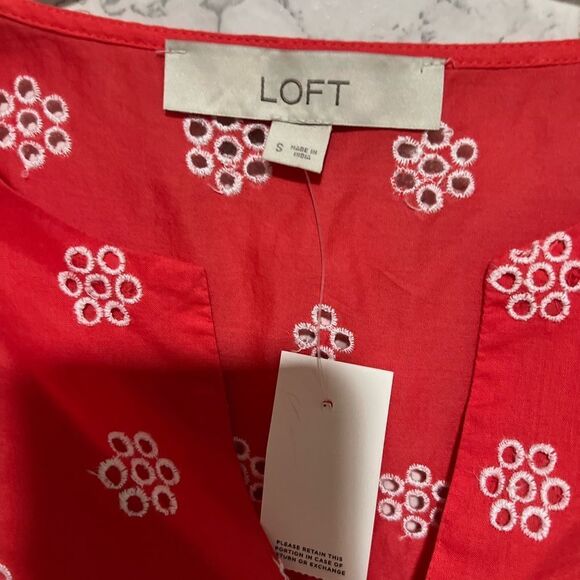 LOFT
S MADE IN
INDIA
PLEASE RETAIN THIS
PORTION IN CASE OF
RETURN OR EXCHANGE